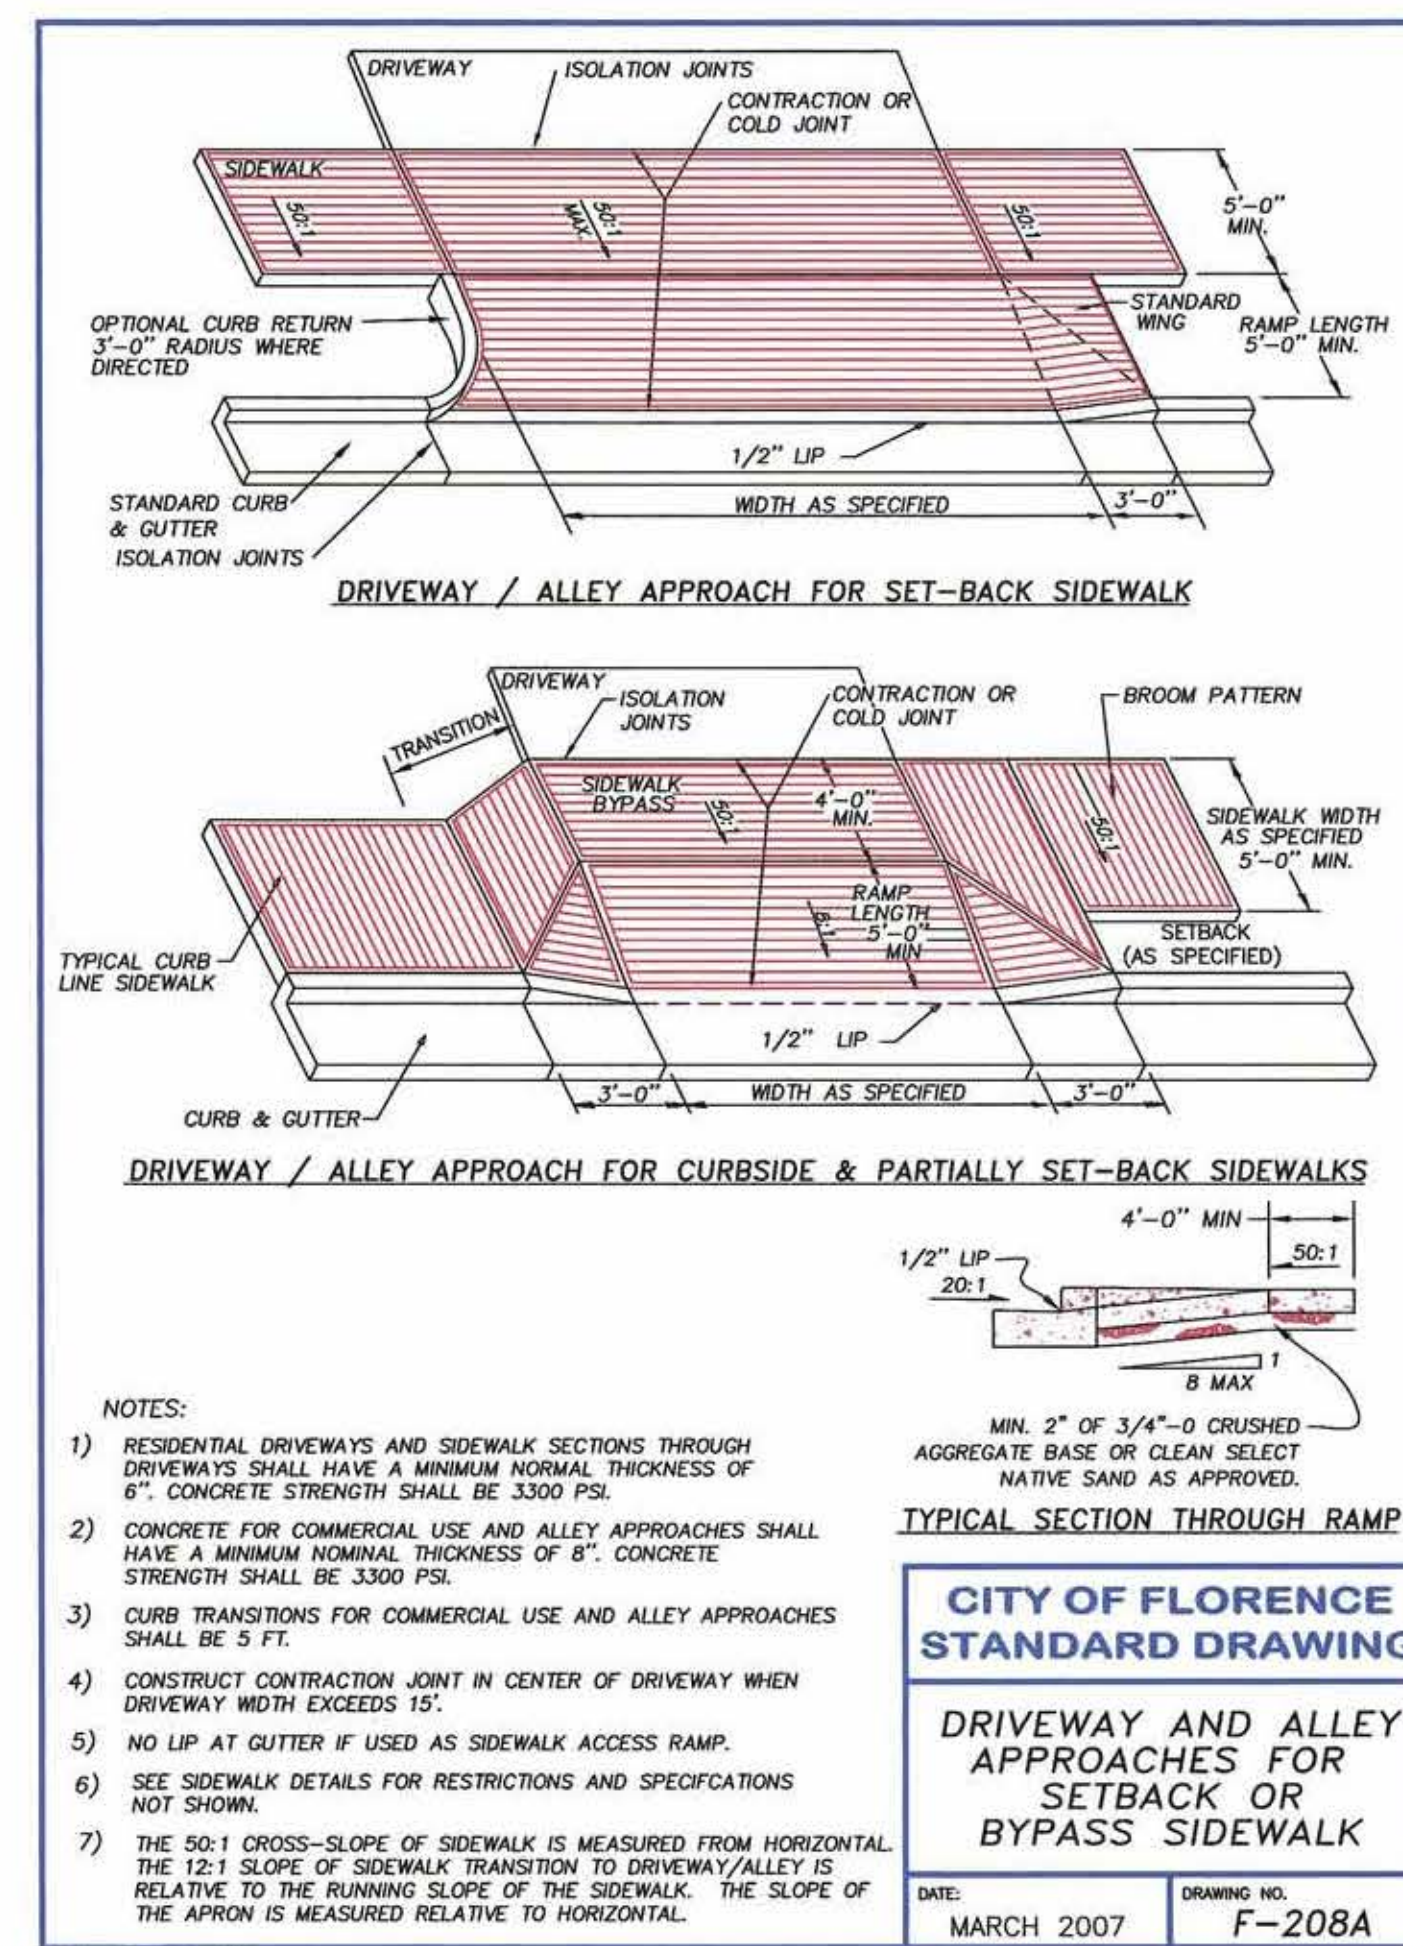 DRIVEWAY
ISOLATION JOINTS
CONTRACTION OR
COLD JOINT
SIDEWALK
50:1
50:1
MAX.
50:1
5'-0"
MIN.
OPTIONAL CURB RETURN
3'-0" RADIUS WHERE
DIRECTED
STANDARD
WING
RAMP LENGTH
5'-0" MIN.
1/2" LIP
STANDARD CURB
& GUTTER
ISOLATION JOINTS
WIDTH AS SPECIFIED
3'-0"
DRIVEWAY / ALLEY APPROACH FOR SET-BACK SIDEWALK
DRIVEWAY
ISOLATION
JOINTS
CONTRACTION OR
COLD JOINT
BROOM PATTERN
TRANSITION
SIDEWALK
BYPASS
50:1
4'-0"
MIN.
50:1
SIDEWALK WIDTH
AS SPECIFIED
5'-0" MIN.
RAMP
LENGTH
5'-0"
MIN
8:1
SETBACK
(AS SPECIFIED)
TYPICAL CURB
LINE SIDEWALK
1/2" LIP
CURB & GUTTER
3'-0"
WIDTH AS SPECIFIED
3'-0"
DRIVEWAY / ALLEY APPROACH FOR CURBSIDE & PARTIALLY SET-BACK SIDEWALKS
4'-0" MIN
1/2" LIP
50:1
20:1
1
8 MAX
MIN. 2" OF 3/4"-0 CRUSHED
AGGREGATE BASE OR CLEAN SELECT
NATIVE SAND AS APPROVED.
TYPICAL SECTION THROUGH RAMP
NOTES:
1) RESIDENTIAL DRIVEWAYS AND SIDEWALK SECTIONS THROUGH
DRIVEWAYS SHALL HAVE A MINIMUM NORMAL THICKNESS OF
6". CONCRETE STRENGTH SHALL BE 3300 PSI.
2) CONCRETE FOR COMMERCIAL USE AND ALLEY APPROACHES SHALL
HAVE A MINIMUM NOMINAL THICKNESS OF 8". CONCRETE
STRENGTH SHALL BE 3300 PSI.
3) CURB TRANSITIONS FOR COMMERCIAL USE AND ALLEY APPROACHES
SHALL BE 5 FT.
4) CONSTRUCT CONTRACTION JOINT IN CENTER OF DRIVEWAY WHEN
DRIVEWAY WIDTH EXCEEDS 15'.
5) NO LIP AT GUTTER IF USED AS SIDEWALK ACCESS RAMP.
6) SEE SIDEWALK DETAILS FOR RESTRICTIONS AND SPECIFCATIONS
NOT SHOWN.
7) THE 50:1 CROSS-SLOPE OF SIDEWALK IS MEASURED FROM HORIZONTAL.
THE 12:1 SLOPE OF SIDEWALK TRANSITION TO DRIVEWAY/ALLEY IS
RELATIVE TO THE RUNNING SLOPE OF THE SIDEWALK. THE SLOPE OF
THE APRON IS MEASURED RELATIVE TO HORIZONTAL.
CITY OF FLORENCE
STANDARD DRAWING
DRIVEWAY AND ALLEY
APPROACHES FOR
SETBACK OR
BYPASS SIDEWALK
DATE:
MARCH 2007
DRAWING NO.
F-208A